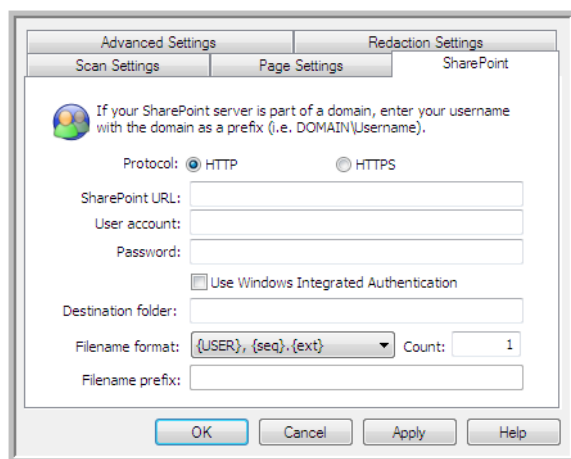 Advanced Settings
Redaction Settings
Scan Settings
Page Settings
SharePoint
If your SharePoint server is part of a domain, enter your username
with the domain as a prefix (i.e. DOMAIN\Username).
Protocol: HTTP HTTPS
SharePoint URL:
User account:
Password:
Use Windows Integrated Authentication
Destination folder:
Filename format: {USER}, {seq}.{ext} Count: 1
Filename prefix:
OK Cancel Apply Help